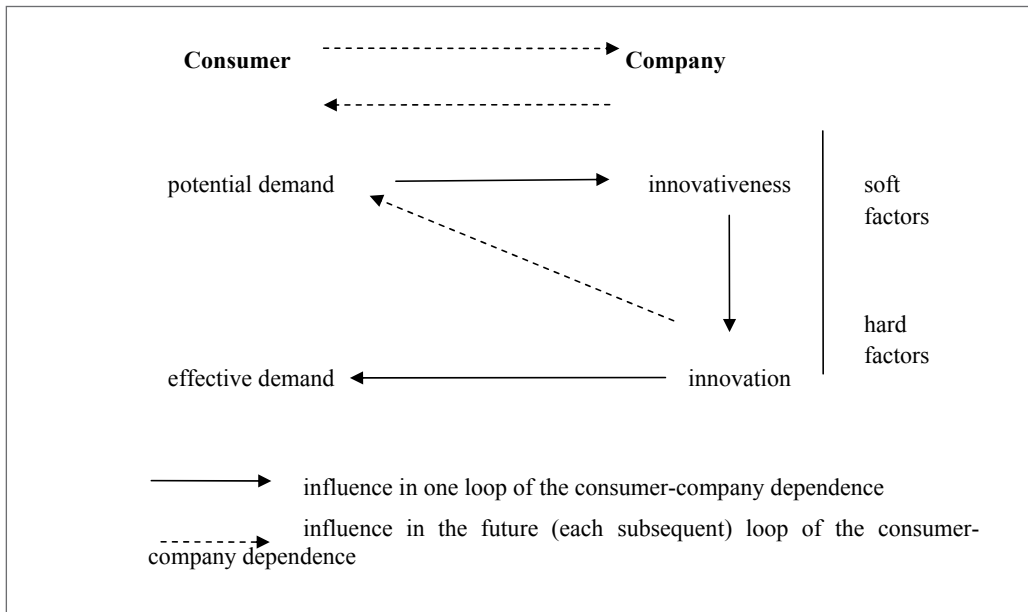 Consumer Company
potential demand innovativeness soft
factors
hard
factors
effective demand innovation
influence in one loop of the consumer-company dependence
influence in the future (each subsequent) loop of the consumer-
company dependence